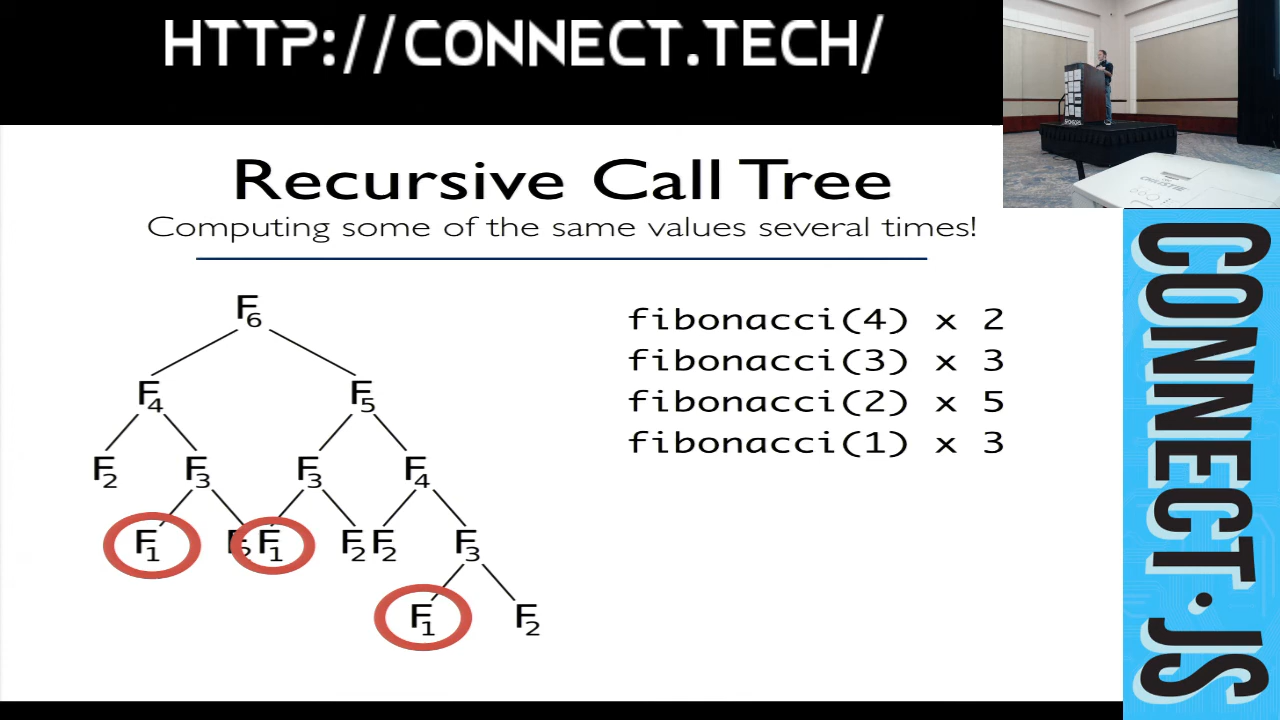 HTTP://CONNECT.TECH/
Recursive Call Tree
Computing some of the same values several times!
F6
F4 F5
F2 F3 F3 F4
F1 F2 F1 F2 F2 F3
F1 F2
fibonacci(4) x 2
fibonacci(3) x 3
fibonacci(2) x 5
fibonacci(1) x 3
CHRISTIE
CONNECT.JS